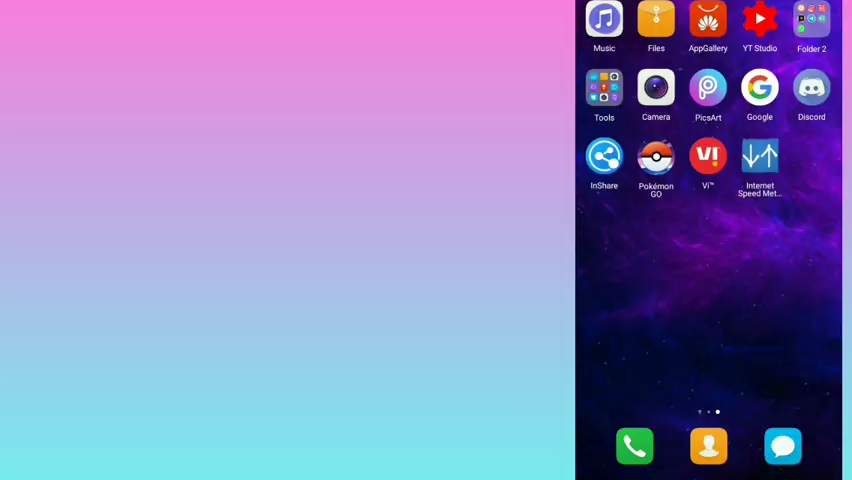 Music Files AppGallery YT Studio Folder 2
Tools Camera PicsArt Google Discord
InShare Pokémon GO Vi™ Internet Speed Met...